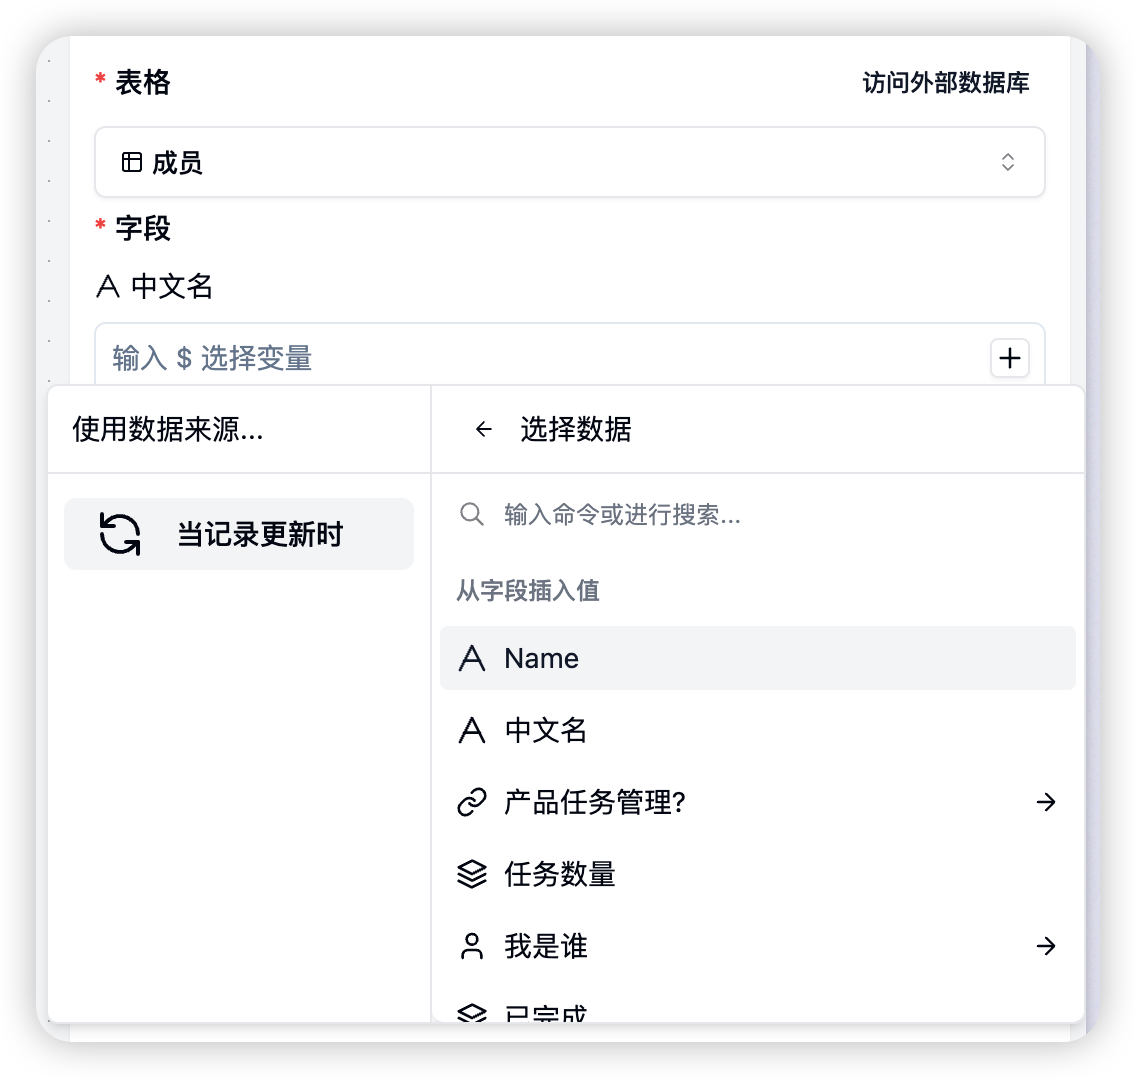 * 表格
访问外部数据库
成员
* 字段
中文名
输入 $ 选择变量
使用数据来源...
选择数据
当记录更新时
输入命令或进行搜索...
从字段插入值
Name
中文名
产品任务管理?
任务数量
我是谁
已完成